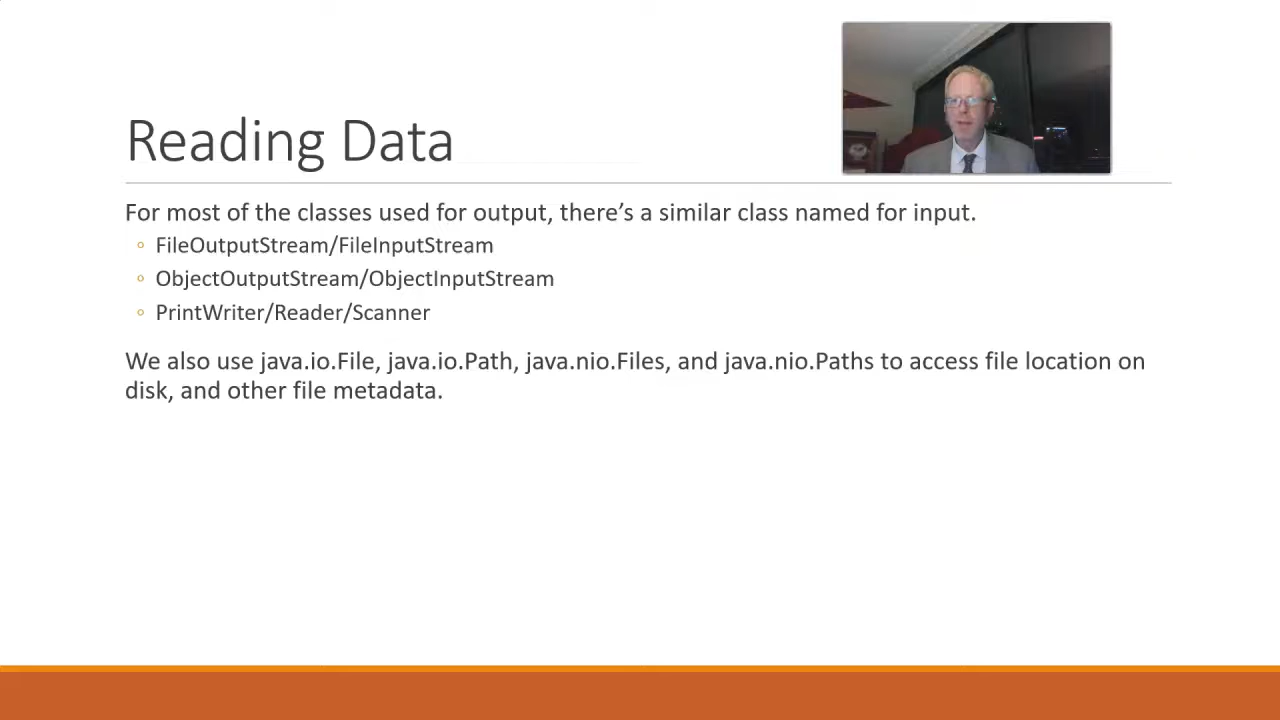 Reading Data
For most of the classes used for output, there’s a similar class named for input.
◦ FileOutputStream/FileInputStream
◦ ObjectOutputStream/ObjectInputStream
◦ PrintWriter/Reader/Scanner
We also use java.io.File, java.io.Path, java.nio.Files, and java.nio.Paths to access file location on
disk, and other file metadata.